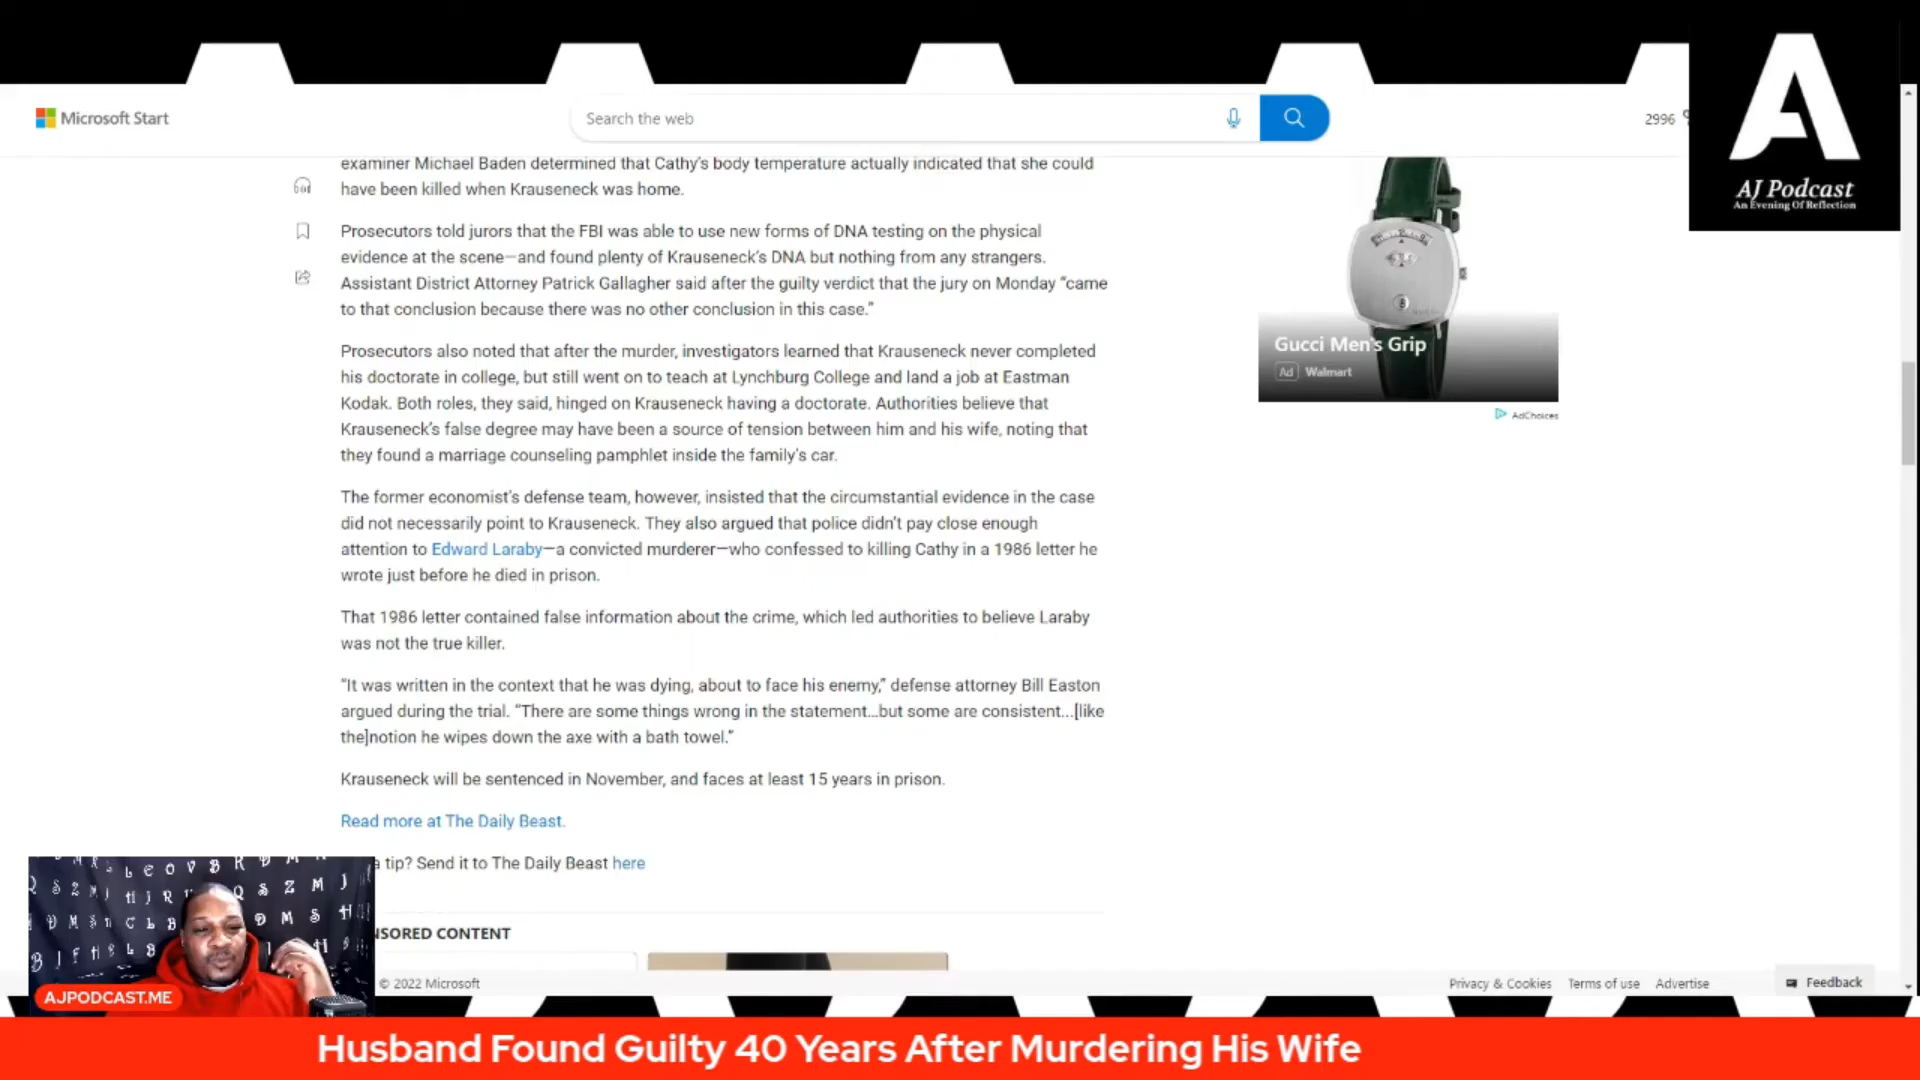 Microsoft Start
Search the web
2996
AJ Podcast
An Evening Of Reflection
examiner Michael Baden determined that Cathy's body temperature actually indicated that she could
have been killed when Krauseneck was home.
Prosecutors told jurors that the FBI was able to use new forms of DNA testing on the physical
evidence at the scene—and found plenty of Krauseneck's DNA but nothing from any strangers.
Assistant District Attorney Patrick Gallagher said after the guilty verdict that the jury on Monday “came
to that conclusion because there was no other conclusion in this case.”
Prosecutors also noted that after the murder, investigators learned that Krauseneck never completed
his doctorate in college, but still went on to teach at Lynchburg College and land a job at Eastman
Kodak. Both roles, they said, hinged on Krauseneck having a doctorate. Authorities believe that
Krauseneck's false degree may have been a source of tension between him and his wife, noting that
they found a marriage counseling pamphlet inside the family's car.
The former economist's defense team, however, insisted that the circumstantial evidence in the case
did not necessarily point to Krauseneck. They also argued that police didn't pay close enough
attention to Edward Laraby—a convicted murderer—who confessed to killing Cathy in a 1986 letter he
wrote just before he died in prison.
That 1986 letter contained false information about the crime, which led authorities to believe Laraby
was not the true killer.
“It was written in the context that he was dying, about to face his enemy,” defense attorney Bill Easton
argued during the trial. “There are some things wrong in the statement…but some are consistent…[like
the]notion he wipes down the axe with a bath towel.”
Krauseneck will be sentenced in November, and faces at least 15 years in prison.
Read more at The Daily Beast.
a tip? Send it to The Daily Beast here
Gucci Men's Grip
Ad Walmart
AdChoices
NSORED CONTENT
© 2022 Microsoft
Privacy & Cookies Terms of use Advertise
Feedback
AJPODCAST.ME
Husband Found Guilty 40 Years After Murdering His Wife